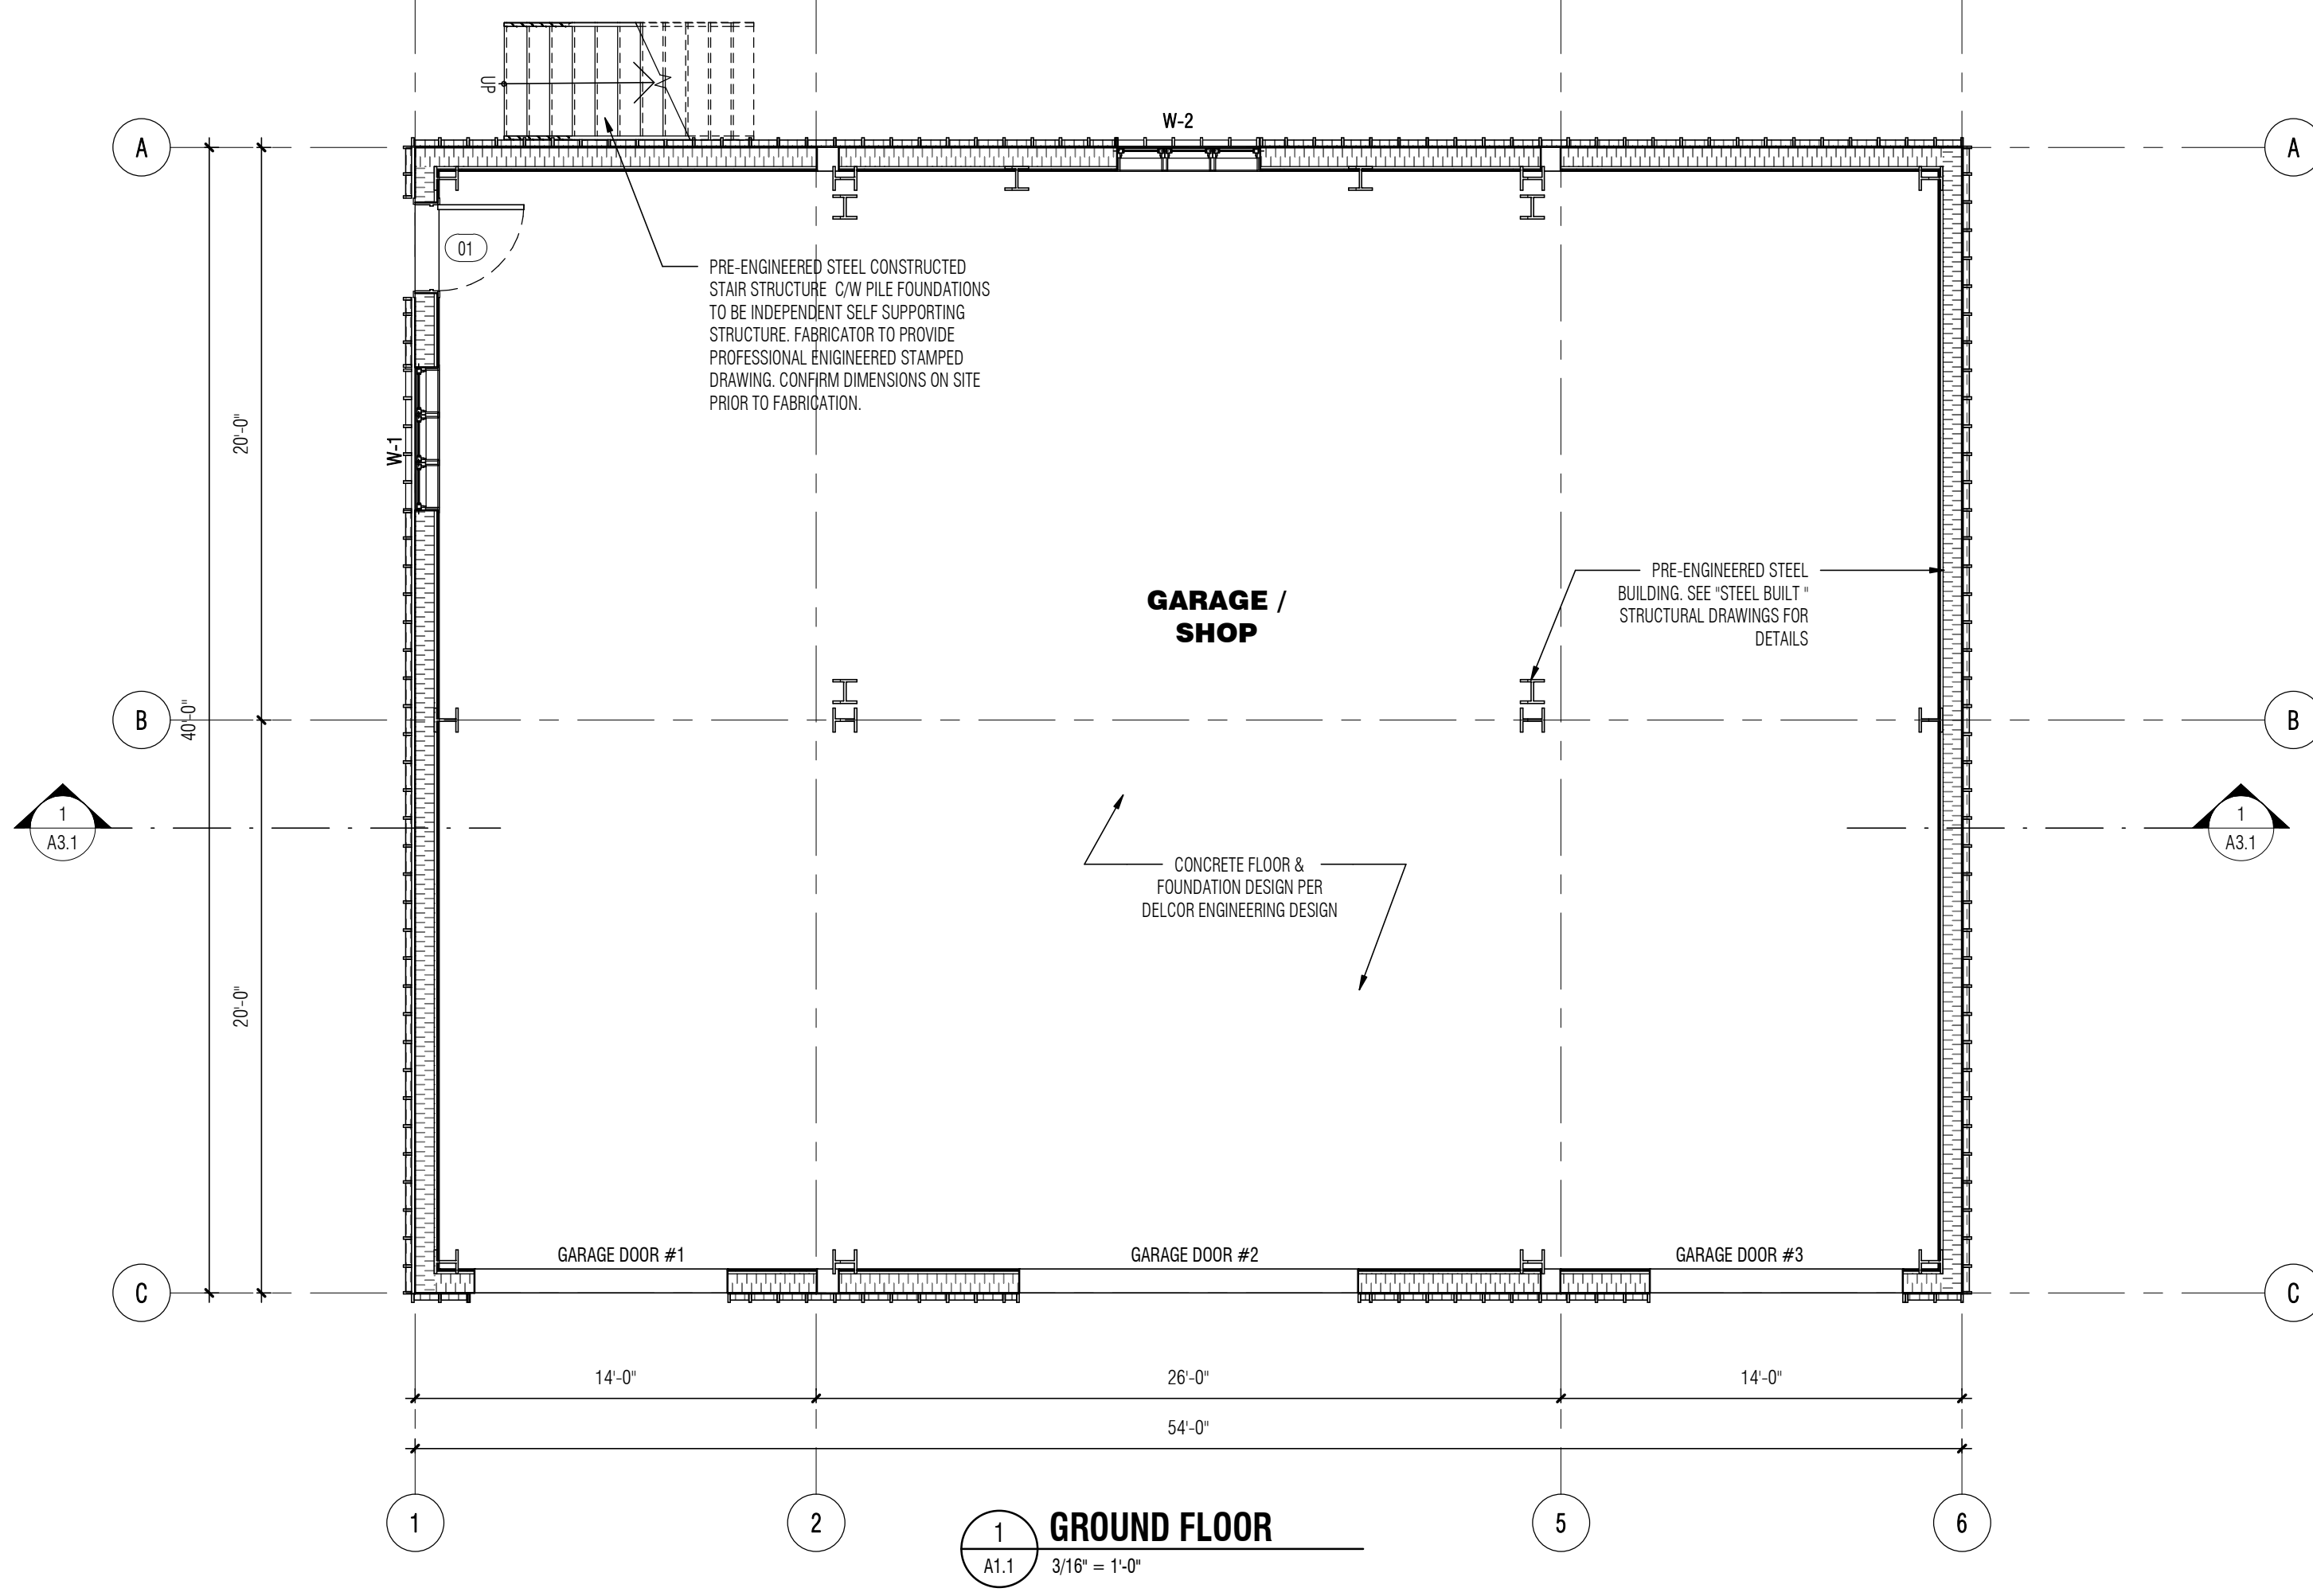 UP
W-2
A
A
01
PRE-ENGINEERED STEEL CONSTRUCTED
STAIR STRUCTURE C/W PILE FOUNDATIONS
TO BE INDEPENDENT SELF SUPPORTING
STRUCTURE. FABRICATOR TO PROVIDE
PROFESSIONAL ENGINEERED STAMPED
DRAWING. CONFIRM DIMENSIONS ON SITE
PRIOR TO FABRICATION.
20'-0"
W-1
GARAGE /
SHOP
PRE-ENGINEERED STEEL
BUILDING. SEE "STEEL BUILT "
STRUCTURAL DRAWINGS FOR
DETAILS
B
40'-0"
B
1
A3.1
1
A3.1
CONCRETE FLOOR &
FOUNDATION DESIGN PER
DELCOR ENGINEERING DESIGN
20'-0"
GARAGE DOOR #1
GARAGE DOOR #2
GARAGE DOOR #3
C
C
14'-0"
26'-0"
14'-0"
54'-0"
1
2
5
6
1
A1.1
GROUND FLOOR
3/16" = 1'-0"